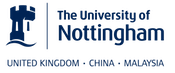 The University of
Nottingham
UNITED KINGDOM · CHINA · MALAYSIA